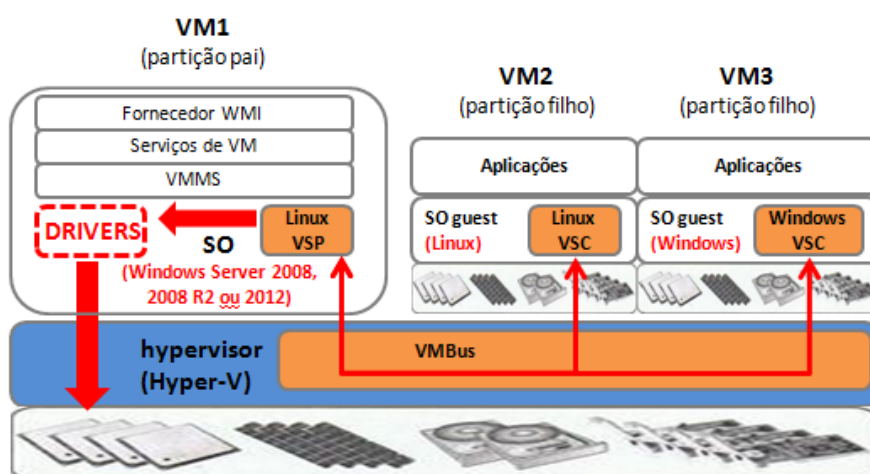 VM1
(partição pai)
VM2
(partição filho)
VM3
(partição filho)
Fornecedor WMI
Serviços de VM
VMMS
DRIVERS
SO
(Windows Server 2008,
2008 R2 ou 2012)
Linux
VSP
Aplicações
SO guest
(Linux)
Linux
VSC
Aplicações
SO guest
(Windows)
Windows
VSC
hypervisor
(Hyper-V)
VMBus